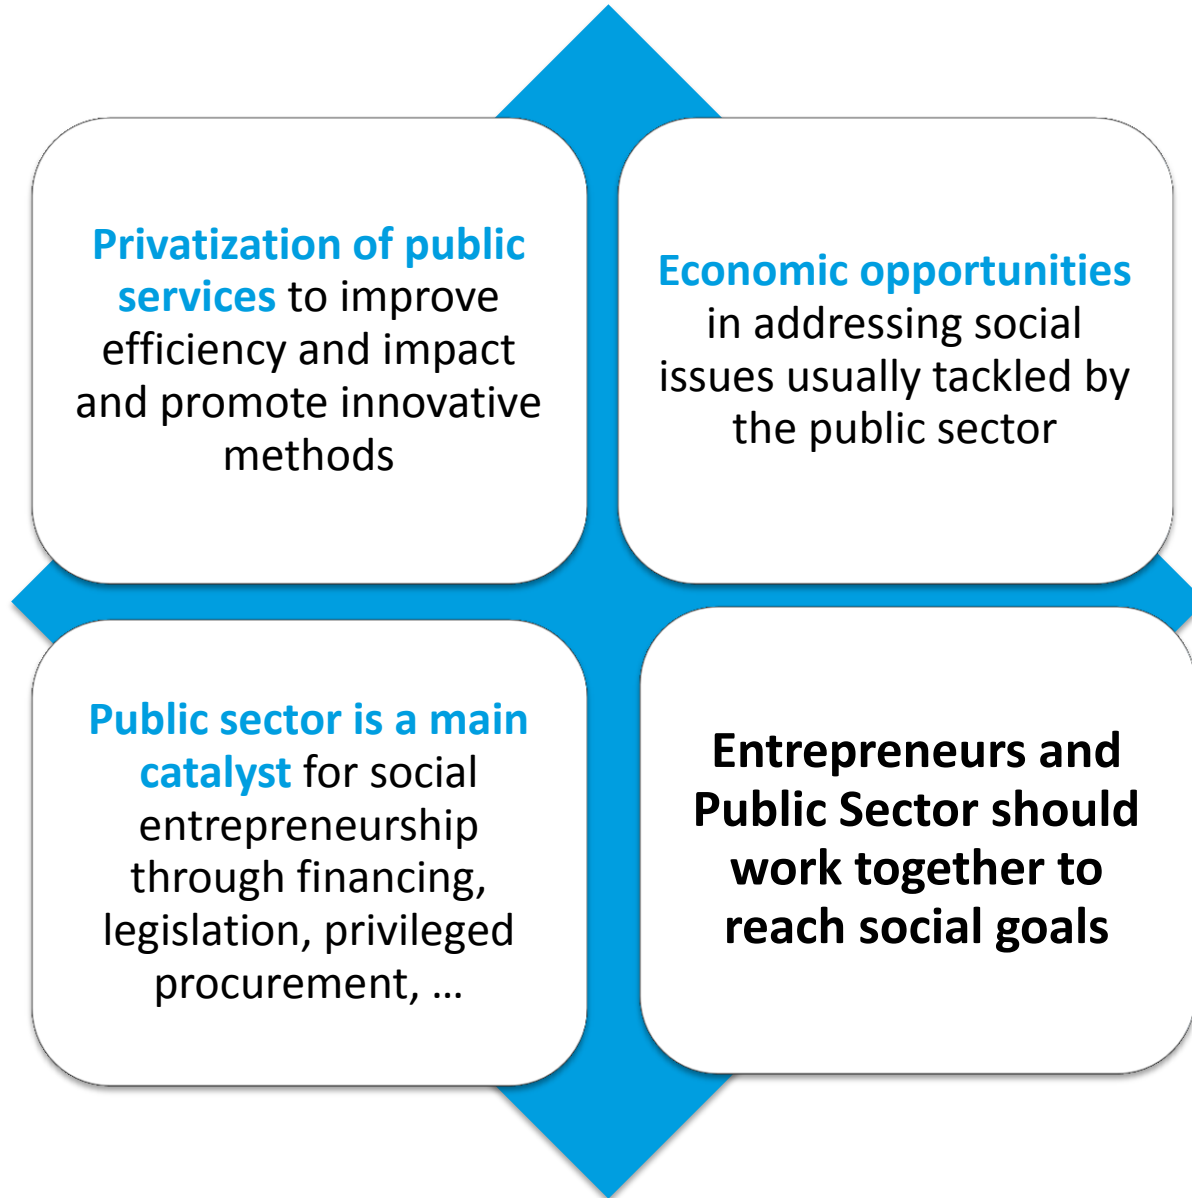 Privatization of public
services to improve
efficiency and impact
and promote innovative
methods
Economic opportunities
in addressing social
issues usually tackled by
the public sector
Public sector is a main
catalyst for social
entrepreneurship
through financing,
legislation, privileged
procurement, ...
Entrepreneurs and
Public Sector should
work together to
reach social goals